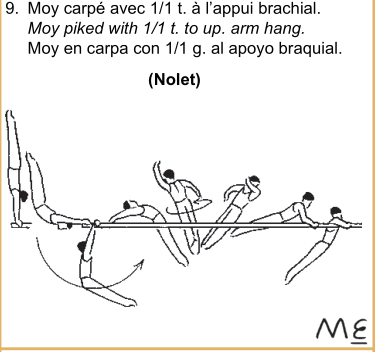 9. Moy carpé avec 1/1 t. à l'appui brachial.
Moy piked with 1/1 t. to up. arm hang.
Moy en carpa con 1/1 g. al apoyo braquial.
(Nolet)
ME